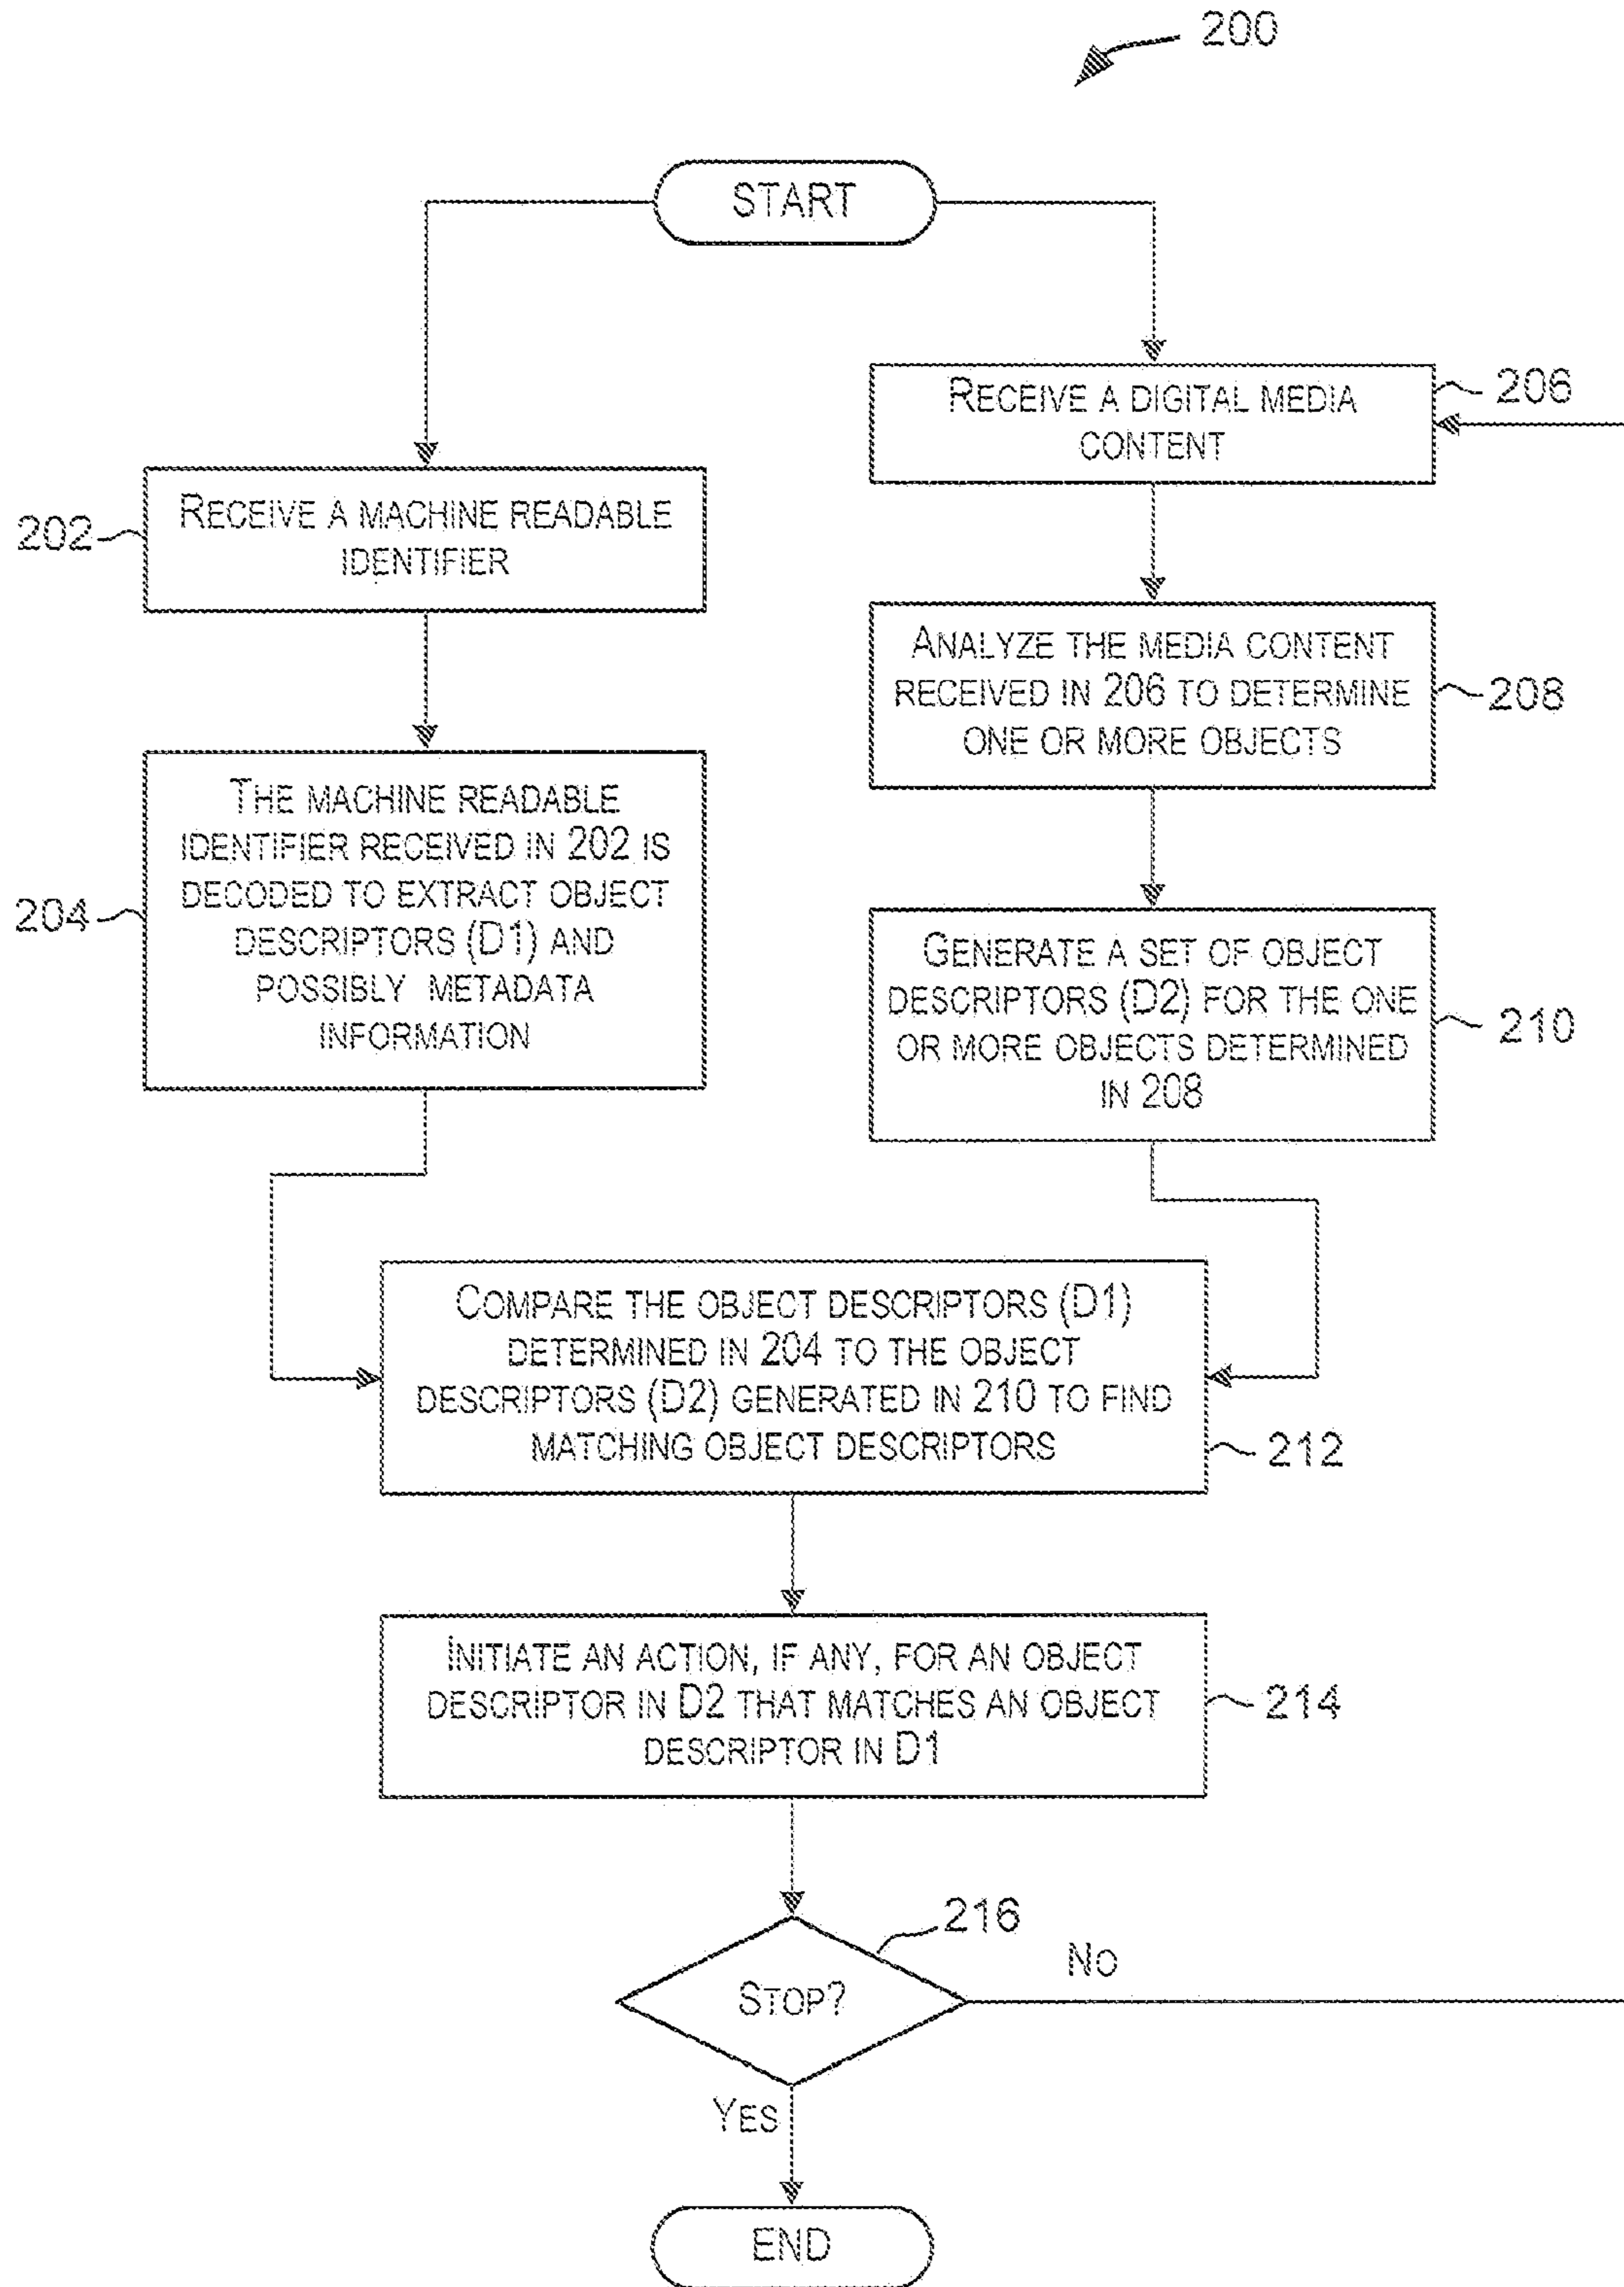 200
START
RECEIVE A DIGITAL MEDIA
CONTENT
206
RECEIVE A MACHINE READABLE
IDENTIFIER
202
ANALYZE THE MEDIA CONTENT
RECEIVED IN 206 TO DETERMINE
ONE OR MORE OBJECTS
208
THE MACHINE READABLE
IDENTIFIER RECEIVED IN 202 IS
DECODED TO EXTRACT OBJECT
DESCRIPTORS (D1) AND
POSSIBLY METADATA
INFORMATION
204
GENERATE A SET OF OBJECT
DESCRIPTORS (D2) FOR THE ONE
OR MORE OBJECTS DETERMINED
IN 208
210
COMPARE THE OBJECT DESCRIPTORS (D1)
DETERMINED IN 204 TO THE OBJECT
DESCRIPTORS (D2) GENERATED IN 210 TO FIND
MATCHING OBJECT DESCRIPTORS
212
INITIATE AN ACTION, IF ANY, FOR AN OBJECT
DESCRIPTOR IN D2 THAT MATCHES AN OBJECT
DESCRIPTOR IN D1
214
216
STOP?
NO
YES
END